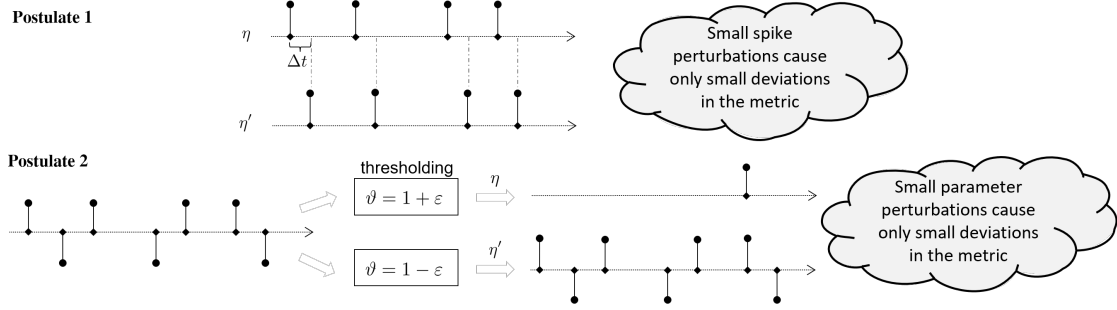 Postulate 1
η
Δt
η′
Small spike
perturbations cause
only small deviations
in the metric
Postulate 2
thresholding
ϑ = 1 + ε
η
ϑ = 1 − ε
η′
Small parameter
perturbations cause
only small deviations
in the metric